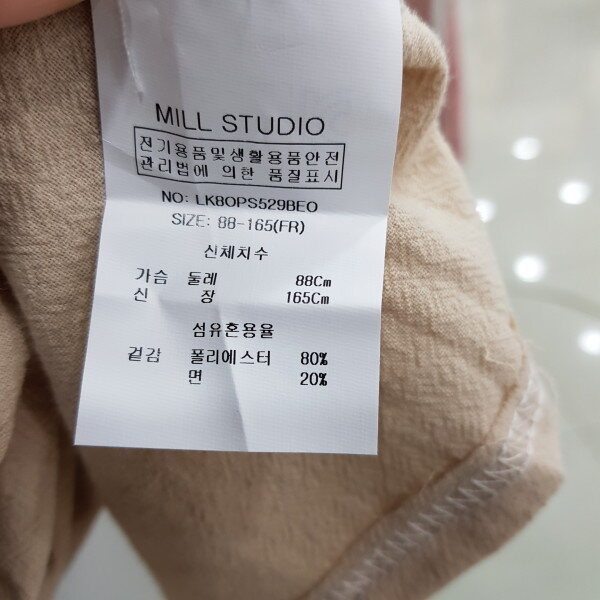 MILL STUDIO
전기용품및생활용품안전
관리법에 의한 품질표시
NO: LKBOPS529BEO
SIZE: 88-165(FR)
신체치수
가슴 둘레 88Cm
신 장 165Cm
섬유혼용율
겉감 폴리에스터 80%
면 20%